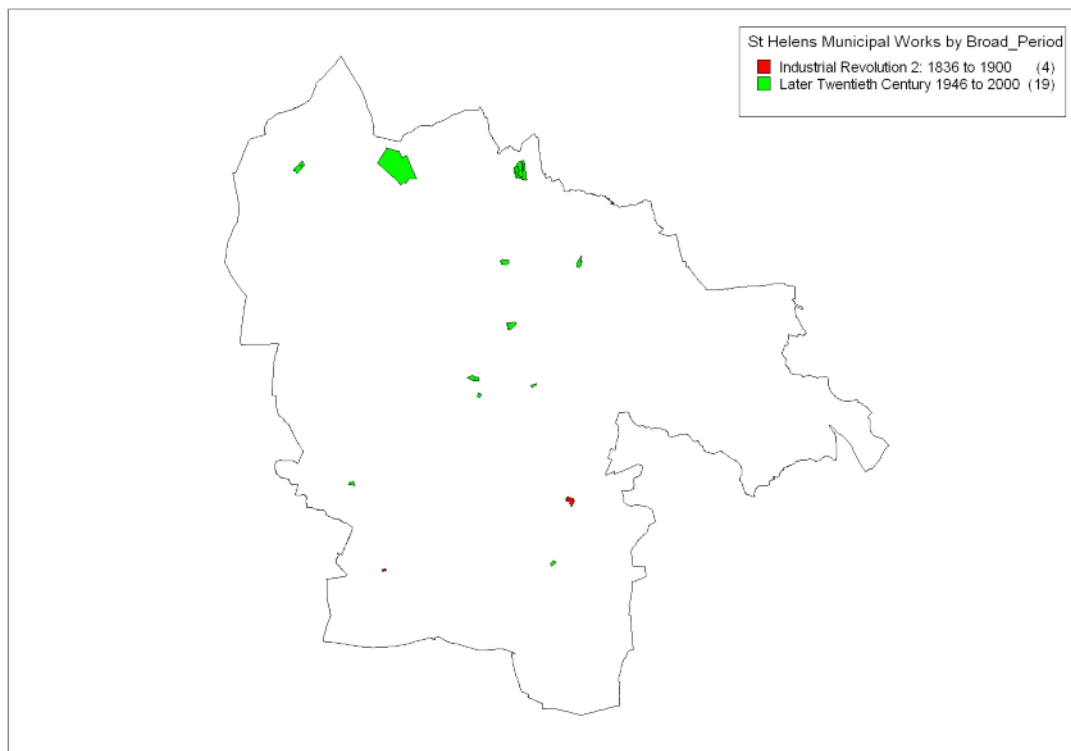 St Helens Municipal Works by Broad_Period
Industrial Revolution 2: 1836 to 1900 (4)
Later Twentieth Century 1946 to 2000 (19)